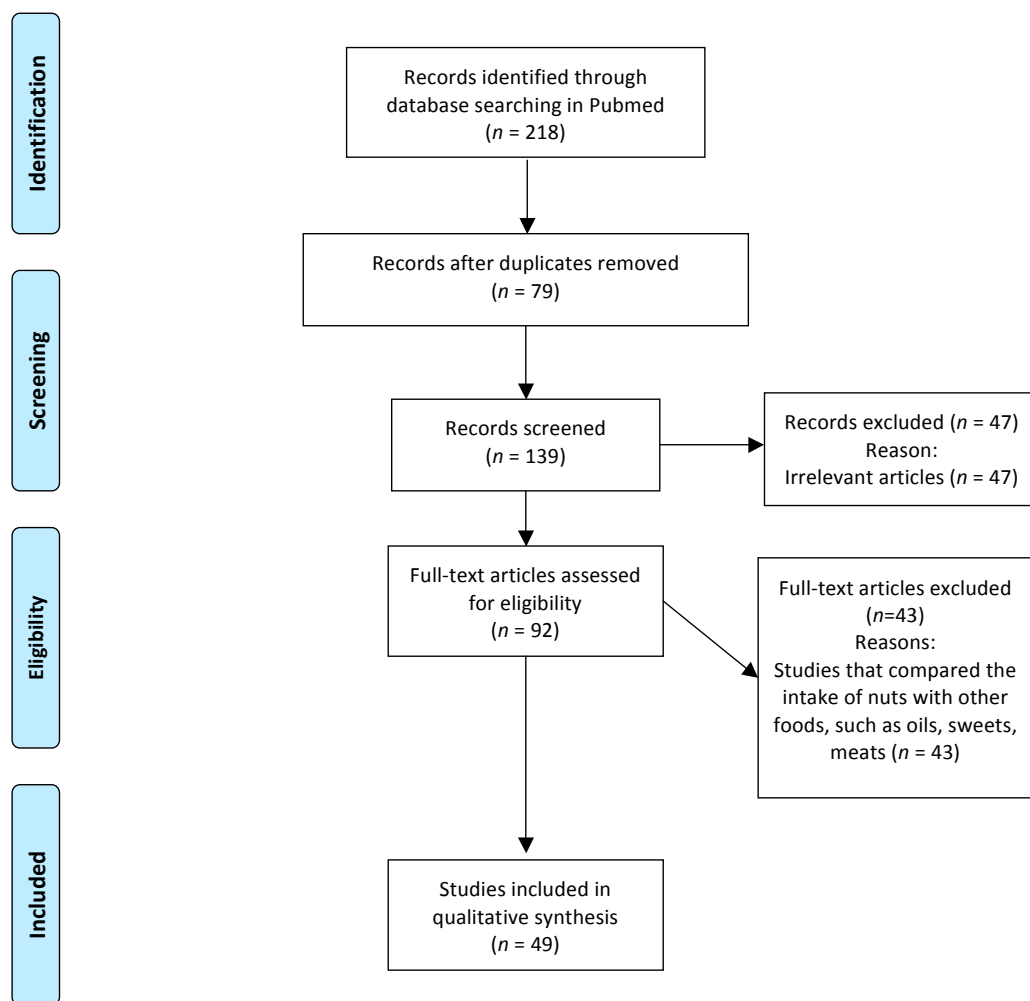 Identification
Records identified through
database searching in Pubmed
(n = 218)
Records after duplicates removed
(n = 79)
Screening
Records screened
(n = 139)
Records excluded (n = 47)
Reason:
Irrelevant articles (n = 47)
Eligibility
Full-text articles assessed
for eligibility
(n = 92)
Full-text articles excluded
(n=43)
Reasons:
Studies that compared the
intake of nuts with other
foods, such as oils, sweets,
meats (n = 43)
Included
Studies included in
qualitative synthesis
(n = 49)